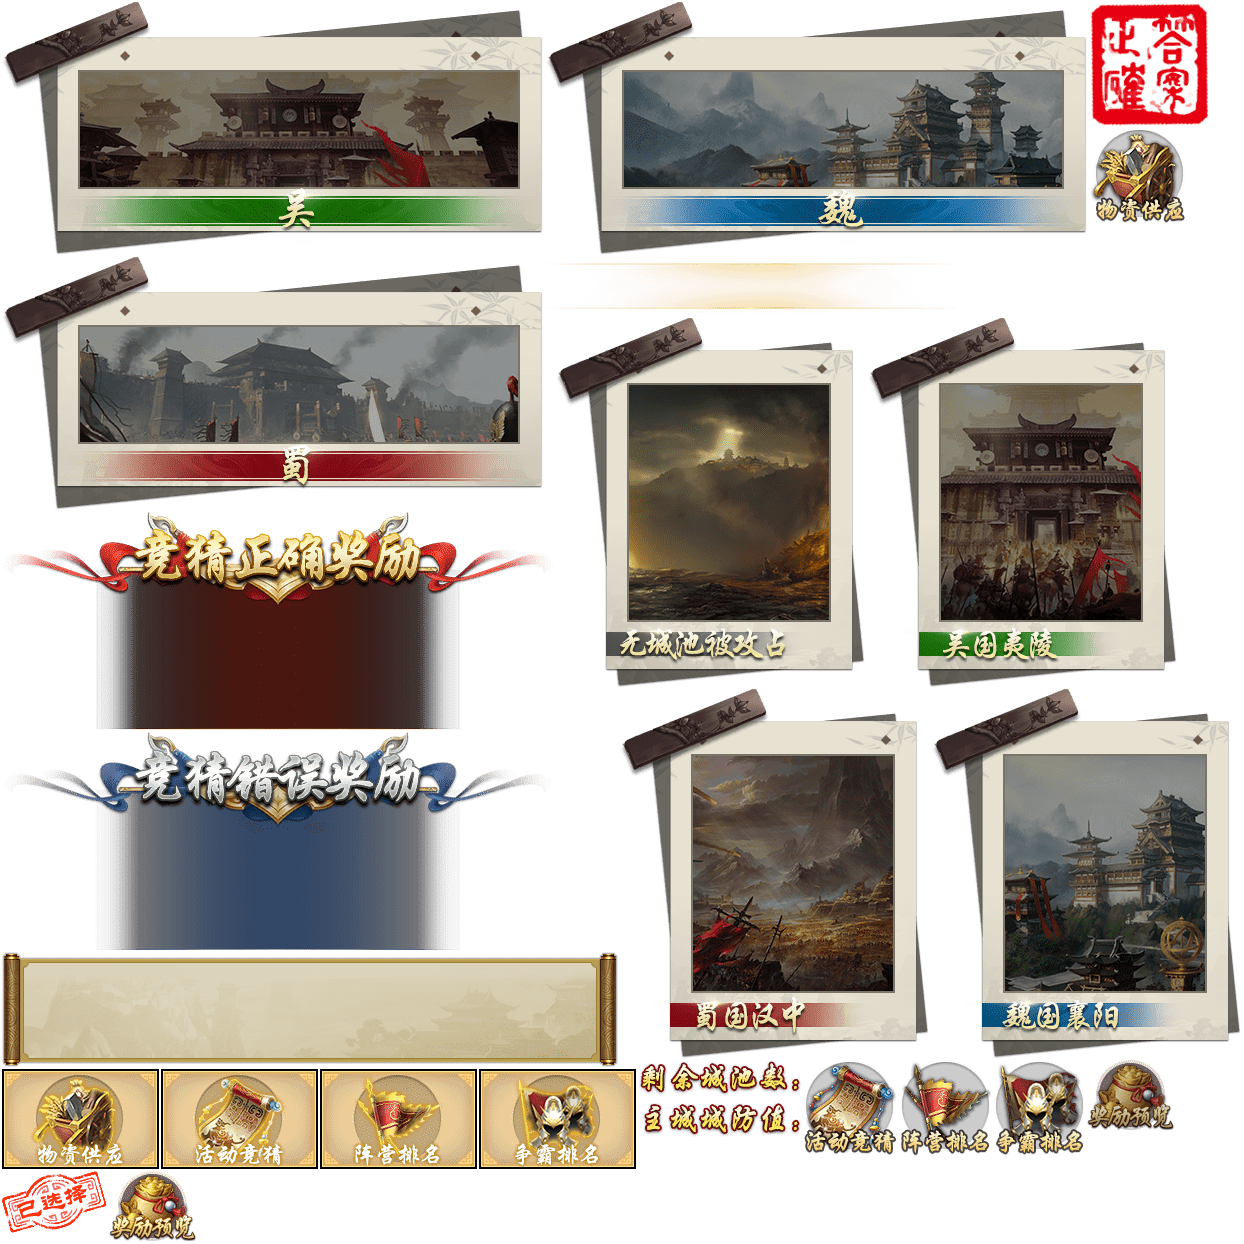 吴
魏
答案
正确
物资供应
蜀
竞猜正确奖励
无城池被攻占
吴国夷陵
竞猜错误奖励
蜀国汉中
魏国襄阳
剩余城池数：
主城城防值：
物资供应
活动竞猜
阵营排名
争霸排名
活动竞猜
阵营排名
争霸排名
奖励预览
已选择
奖励预览